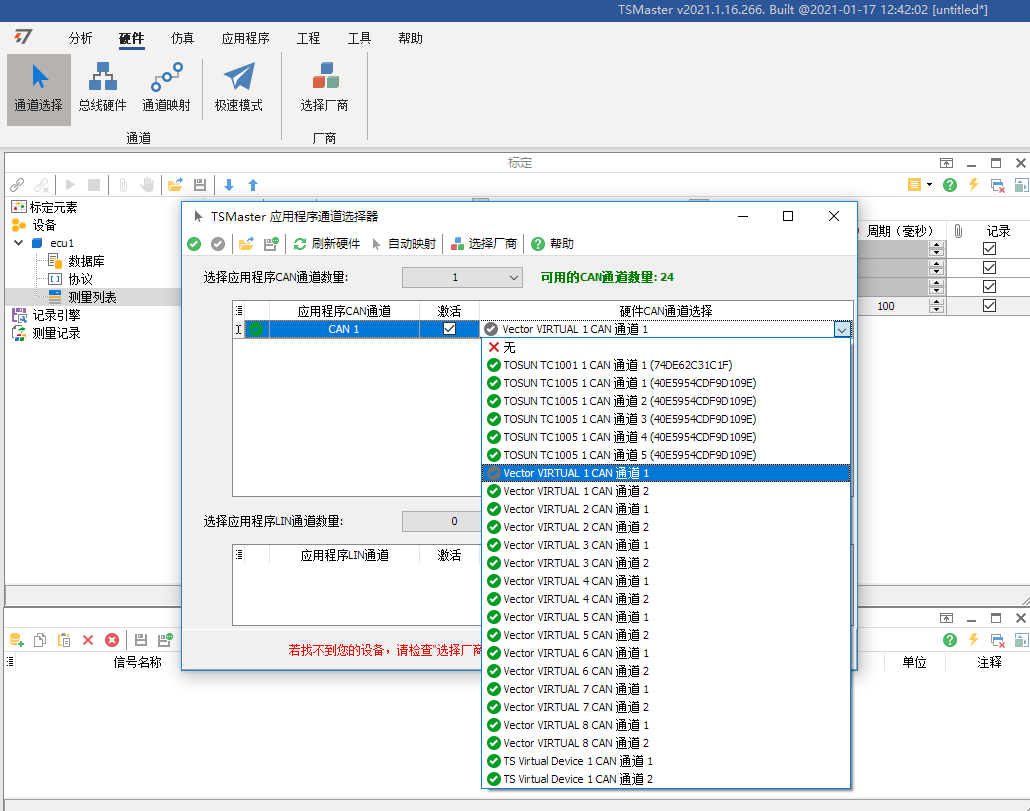 TSMaster v2021.1.16.266. Built @2021-01-17 12:42:02 [untitled*]
分析 硬件 仿真 应用程序 工程 工具 帮助
通道选择 总线硬件 通道映射 极速模式 选择厂商
通道 厂商
标定
标定元素
设备
ecu1
数据库
协议
测量列表
记录引擎
测量记录
周期（毫秒） 记录
100
TSMaster 应用程序通道选择器
刷新硬件 自动映射 选择厂商 帮助
选择应用程序CAN通道数量: 1 可用的CAN通道数量: 24
应用程序CAN通道 激活 硬件CAN通道选择
CAN 1 Vector VIRTUAL 1 CAN 通道 1
无
TOSUN TC1001 1 CAN 通道 1 (74DE62C31C1F)
TOSUN TC1005 1 CAN 通道 1 (40E5954CDF9D109E)
TOSUN TC1005 1 CAN 通道 2 (40E5954CDF9D109E)
TOSUN TC1005 1 CAN 通道 3 (40E5954CDF9D109E)
TOSUN TC1005 1 CAN 通道 4 (40E5954CDF9D109E)
TOSUN TC1005 1 CAN 通道 5 (40E5954CDF9D109E)
Vector VIRTUAL 1 CAN 通道 1
Vector VIRTUAL 1 CAN 通道 2
Vector VIRTUAL 2 CAN 通道 1
Vector VIRTUAL 2 CAN 通道 2
Vector VIRTUAL 3 CAN 通道 1
Vector VIRTUAL 3 CAN 通道 2
Vector VIRTUAL 4 CAN 通道 1
Vector VIRTUAL 4 CAN 通道 2
Vector VIRTUAL 5 CAN 通道 1
Vector VIRTUAL 5 CAN 通道 2
Vector VIRTUAL 6 CAN 通道 1
Vector VIRTUAL 6 CAN 通道 2
Vector VIRTUAL 7 CAN 通道 1
Vector VIRTUAL 7 CAN 通道 2
Vector VIRTUAL 8 CAN 通道 1
Vector VIRTUAL 8 CAN 通道 2
TS Virtual Device 1 CAN 通道 1
TS Virtual Device 1 CAN 通道 2
选择应用程序LIN通道数量: 0
应用程序LIN通道 激活
若找不到您的设备，请检查"选择厂商
信号名称 单位 注释